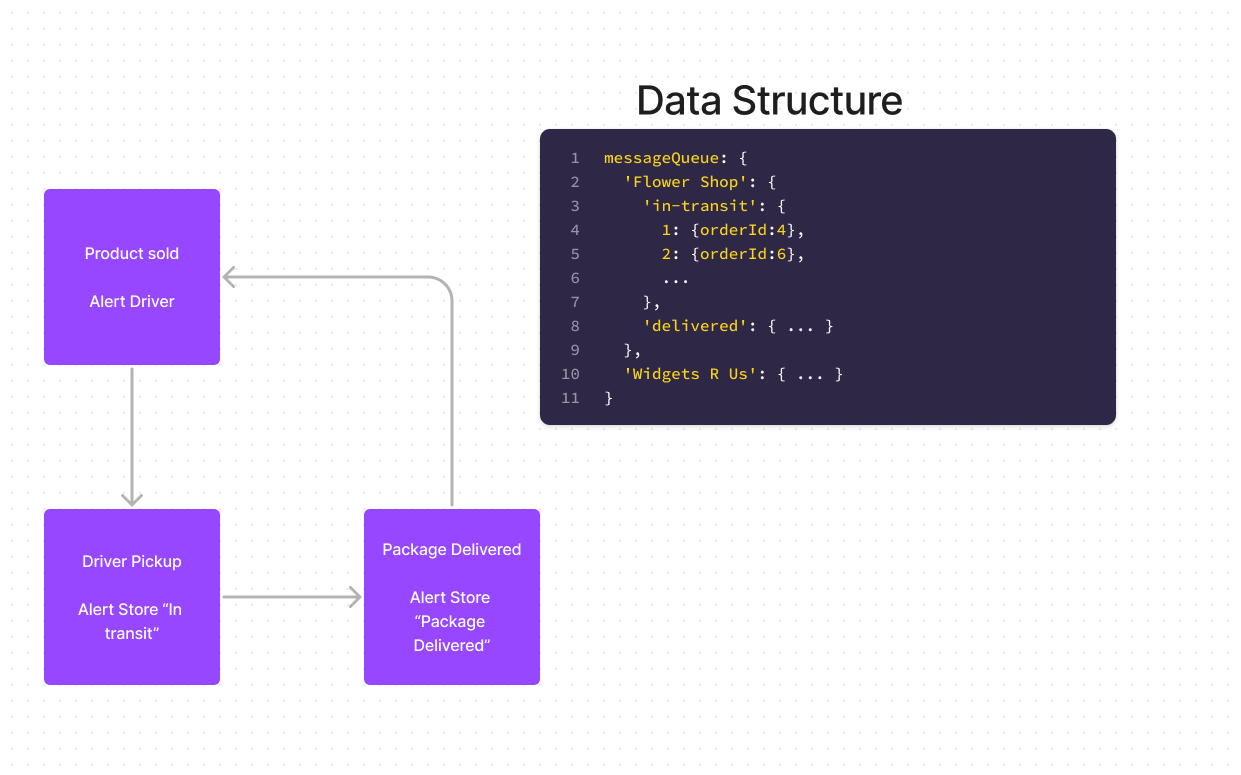 Data Structure
1 messageQueue: {
2 'Flower Shop': {
3 'in-transit': {
4 1: {orderId:4},
5 2: {orderId:6},
6 ...
7 },
8 'delivered': { ... }
9 },
10 'Widgets R Us': { ... }
11 }
Product sold
Alert Driver
Driver Pickup
Alert Store “In
transit”
Package Delivered
Alert Store
“Package
Delivered”